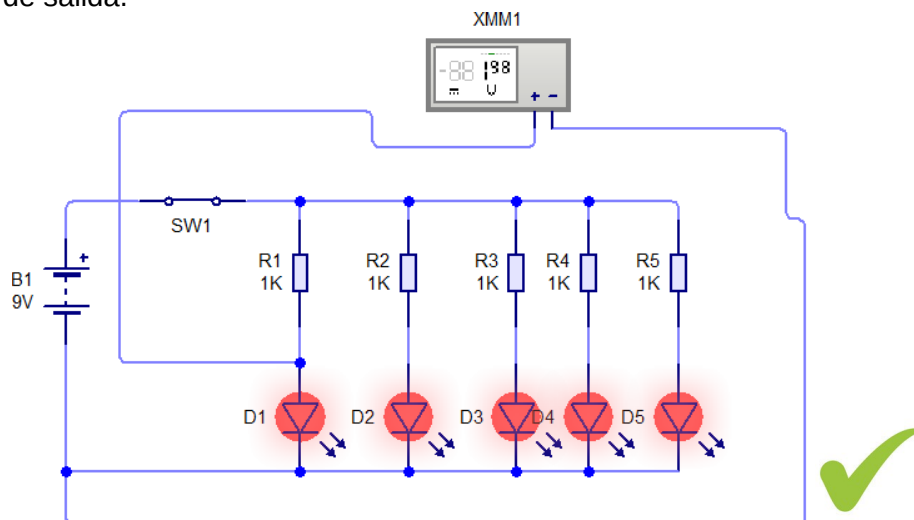 de salida.
XMM1
-88 198
V
+ -
SW1
B1
9V
+
R1
1K
R2
1K
R3
1K
R4
1K
R5
1K
D1
D2
D3
D4
D5